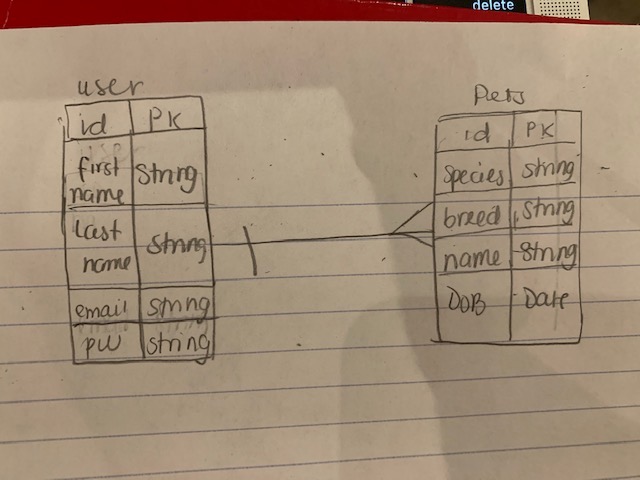 delete
user
id PK
first name String
Last name String
email String
PW String
Pets
id PK
species String
breed String
name String
DOB Date